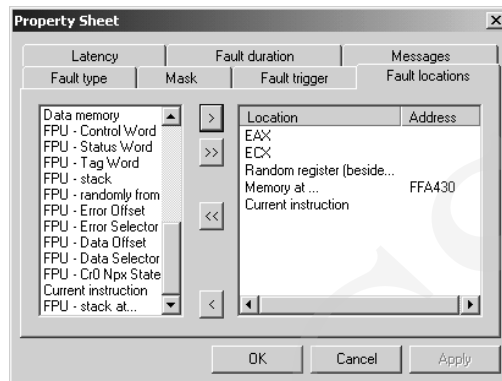 Property Sheet
Latency Fault duration Messages
Fault type Mask Fault trigger Fault locations
Data memory
FPU - Control Word
FPU - Status Word
FPU - Tag Word
FPU - stack
FPU - randomly from
FPU - Error Offset
FPU - Error Selector
FPU - Data Offset
FPU - Data Selector
FPU - Cr0 Npx State
Current instruction
FPU - stack at...
>
>>
<<
<
Location Address
EAX
ECX
Random register (beside...
Memory at ... FFA430
Current instruction
OK Cancel Apply